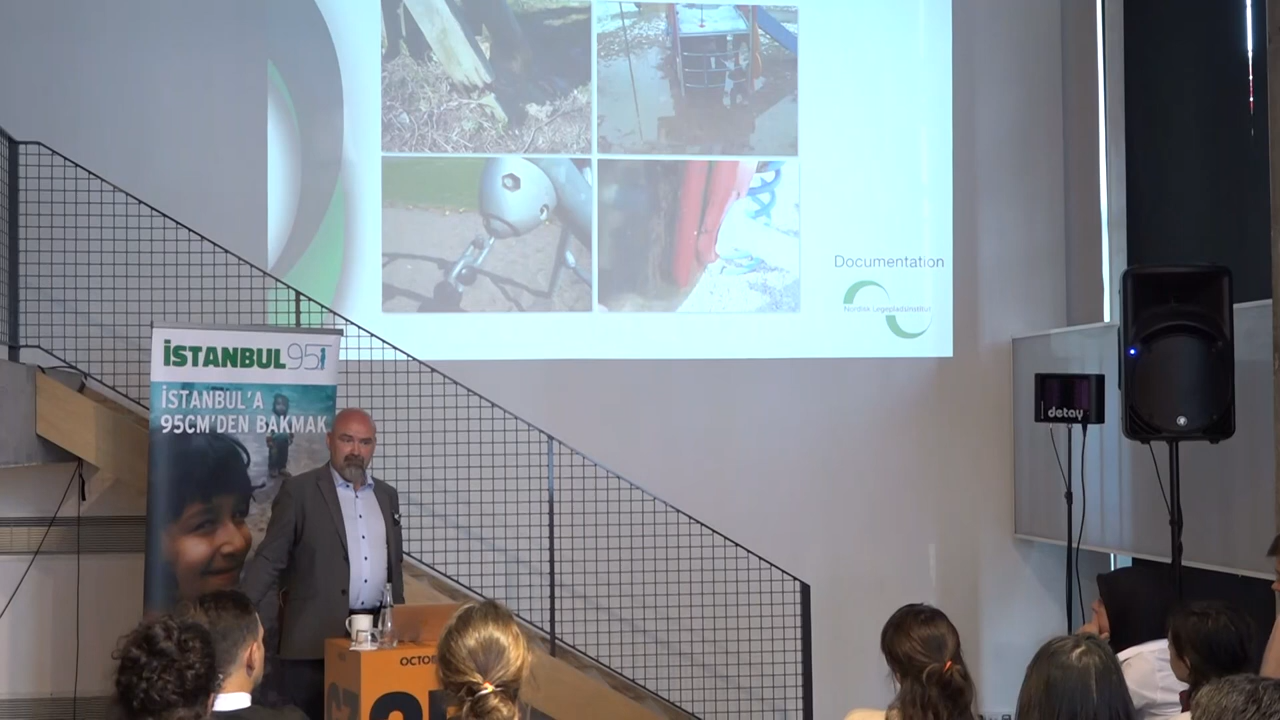 Documentation
Nordisk Legepladsinstitut
İSTANBUL95
İSTANBUL'A
95CM'DEN BAKMAK
detay
OCTO